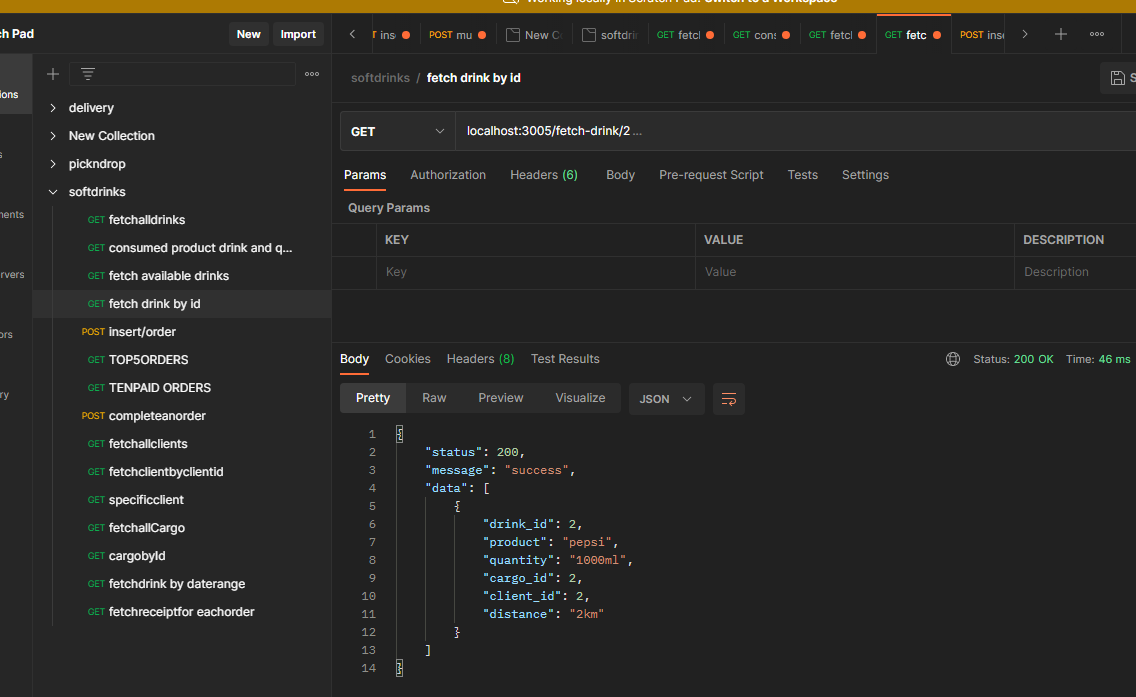 Working locally in Scratch Pad. Switch to a Workspace
ch Pad
New
Import
T ins
POST mu
New Co
softdrin
GET fetcl
GET cons
GET fetcl
GET fetc
POST inse
ions
s
nents
rvers
ors
ry
delivery
New Collection
pickndrop
softdrinks
GET fetchalldrinks
GET consumed product drink and q...
GET fetch available drinks
GET fetch drink by id
POST insert/order
GET TOP5ORDERS
GET TENPAID ORDERS
POST completeanorder
GET fetchallclients
GET fetchclientbyclientid
GET specificclient
GET fetchallCargo
GET cargobyId
GET fetchdrink by daterange
GET fetchreceiptfor eachorder
softdrinks / fetch drink by id
S
GET
localhost:3005/fetch-drink/2 ...
Params Authorization Headers (6) Body Pre-request Script Tests Settings
Query Params
KEY VALUE DESCRIPTION
Key Value Description
Body Cookies Headers (8) Test Results
Status: 200 OK Time: 46 ms
Pretty Raw Preview Visualize JSON
1 {
2 "status": 200,
3 "message": "success",
4 "data": [
5 {
6 "drink_id": 2,
7 "product": "pepsi",
8 "quantity": "1000ml",
9 "cargo_id": 2,
10 "client_id": 2,
11 "distance": "2km"
12 }
13 ]
14 }